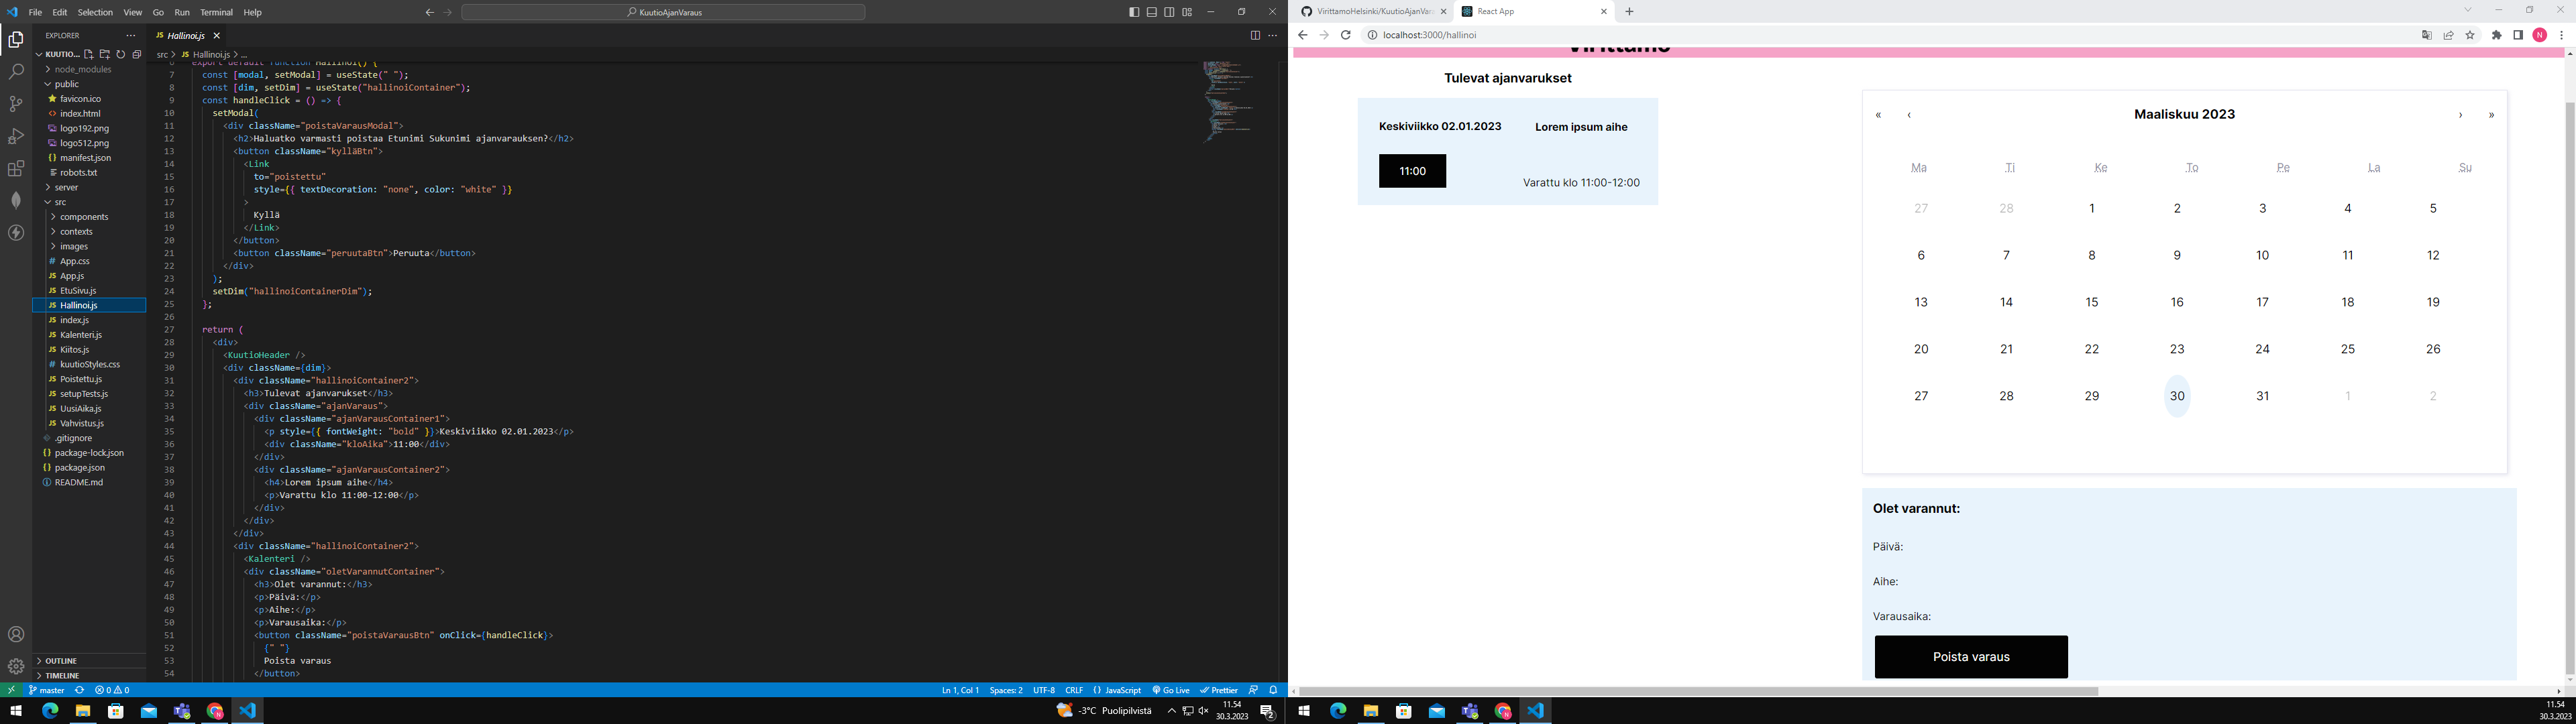 File Edit Selection View Go Run Terminal Help
KuutioAjanVaraus
EXPLORER
KUUTIO...
node_modules
public
favicon.ico
index.html
logo192.png
logo512.png
manifest.json
robots.txt
server
src
components
contexts
images
App.css
App.js
EtuSivu.js
Hallinoi.js
index.js
Kalenteri.js
Kiitos.js
kuutioStyles.css
Poistettu.js
setupTests.js
UusiAika.js
Vahvistus.js
.gitignore
package-lock.json
package.json
README.md
OUTLINE
TIMELINE
Hallinoi.js
src > Hallinoi.js > ...
6 export default function Hallinoi() {
7 const [modal, setModal] = useState(" ");
8 const [dim, setDim] = useState("hallinoiContainer");
9 const handleClick = () => {
10 setModal(
11 <div className="poistaVarausModal">
12 <h2>Haluatko varmasti poistaa Etunimi Sukunimi ajanvarauksen?</h2>
13 <button className="kylläBtn">
14 <Link
15 to="poistettu"
16 style={{ textDecoration: "none", color: "white" }}
17 >
18 Kyllä
19 </Link>
20 </button>
21 <button className="peruutaBtn">Peruuta</button>
22 </div>
23 );
24 setDim("hallinoiContainerDim");
25 };
26
27 return (
28 <div>
29 <KuutioHeader />
30 <div className={dim}>
31 <div className="hallinoiContainer2">
32 <h3>Tulevat ajanvarukset</h3>
33 <div className="ajanVaraus">
34 <div className="ajanVarausContainer1">
35 <p style={{ fontWeight: "bold" }}>Keskiviikko 02.01.2023</p>
36 <div className="kloAika">11:00</div>
37 </div>
38 <div className="ajanVarausContainer2">
39 <h4>Lorem ipsum aihe</h4>
40 <p>Varattu klo 11:00-12:00</p>
41 </div>
42 </div>
43 </div>
44 <div className="hallinoiContainer2">
45 <Kalenteri />
46 <div className="oletVarannutContainer">
47 <h3>Olet varannut:</h3>
48 <p>Päivä:</p>
49 <p>Aihe:</p>
50 <p>Varausaika:</p>
51 <button className="poistaVarausBtn" onClick={handleClick}>
52 {" "}
53 Poista varaus
54 </button>
master 0 0 Ln 1, Col 1 Spaces: 2 UTF-8 CRLF {} JavaScript Go Live Prettier
-3°C Puolipilvistä 11.54
30.3.2023 2
VirittamoHelsinki/KuutioAjanVar React App
localhost:3000/hallinoi N
Virittämö
Tulevat ajanvarukset
Keskiviikko 02.01.2023 Lorem ipsum aihe
11:00
Varattu klo 11:00-12:00
« ‹ Maaliskuu 2023 › »
Ma Ti Ke To Pe La Su
27 28 1 2 3 4 5
6 7 8 9 10 11 12
13 14 15 16 17 18 19
20 21 22 23 24 25 26
27 28 29 30 31 1 2
Olet varannut:
Päivä:
Aihe:
Varausaika:
Poista varaus
11.54
30.3.2023